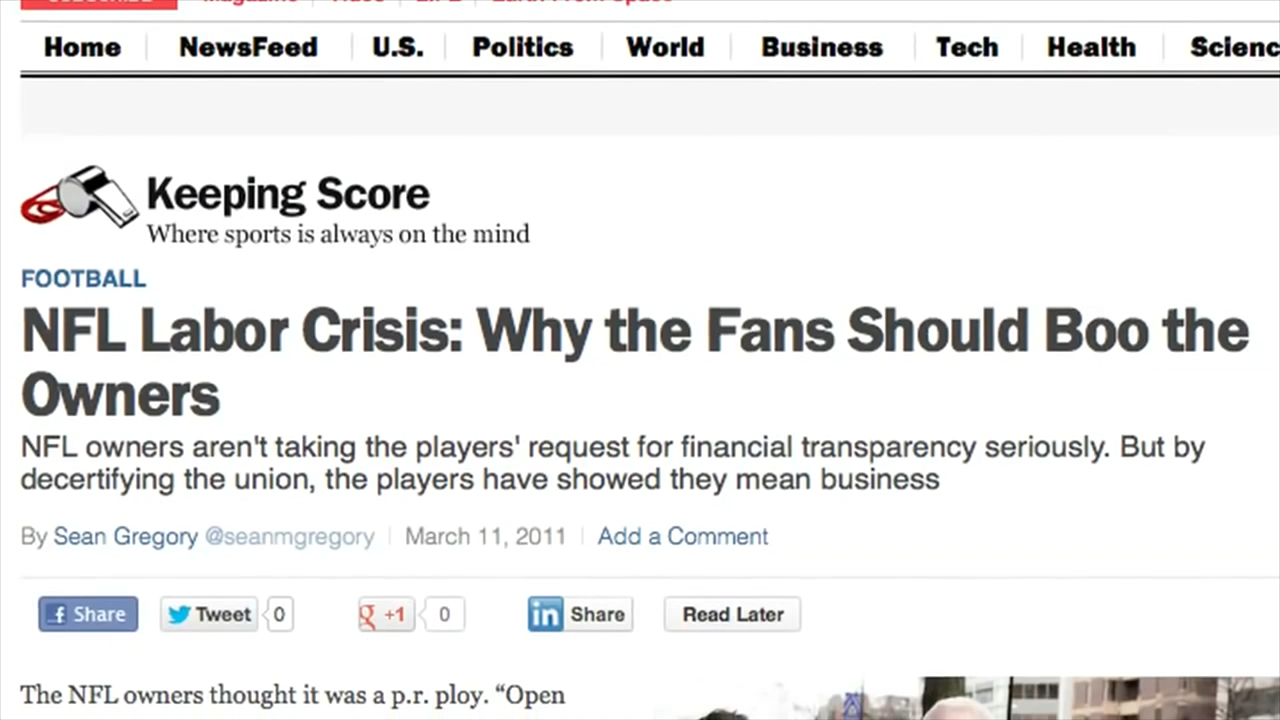 Home NewsFeed U.S. Politics World Business Tech Health Scienc
Keeping Score
Where sports is always on the mind
FOOTBALL
NFL Labor Crisis: Why the Fans Should Boo the
Owners
NFL owners aren't taking the players' request for financial transparency seriously. But by
decertifying the union, the players have showed they mean business
By Sean Gregory @seanmgregory March 11, 2011 Add a Comment
f Share Tweet 0 g +1 0 in Share Read Later
The NFL owners thought it was a p.r. ploy. “Open